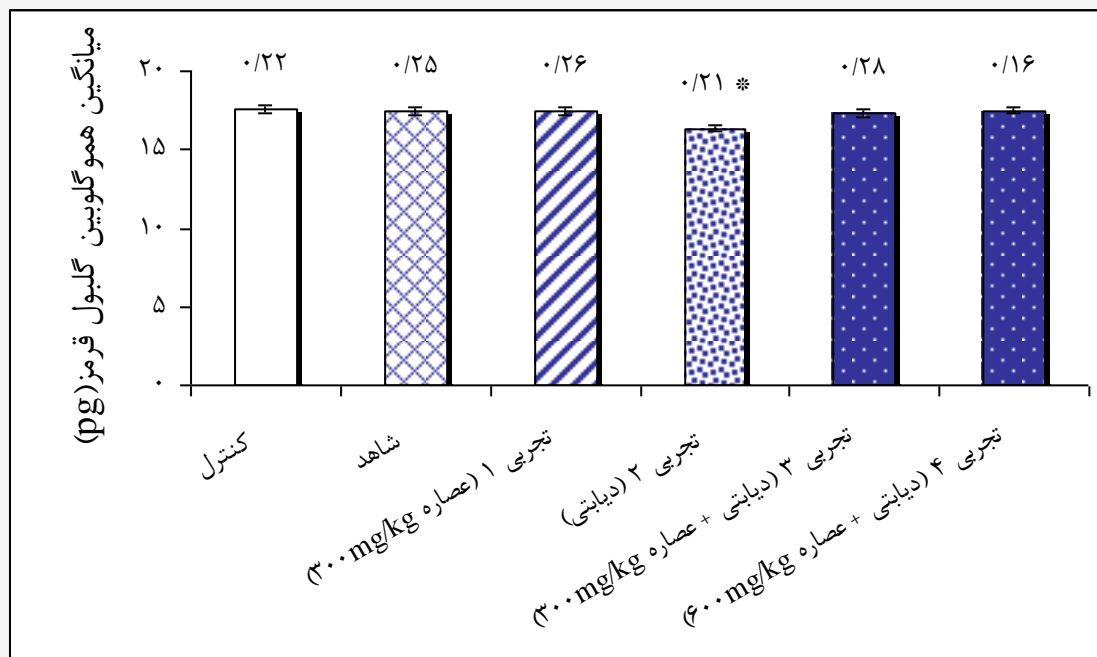 میانگین هموگلوبین گلبول قرمز(pg)
۲۰
۱۵
۱۰
۵
۰
۰/۲۲
۰/۲۵
۰/۲۶
۰/۲۱ *
۰/۲۸
۰/۱۶
کنترل
شاهد
تجربی ۱ (عصاره ۳۰۰mg/kg)
تجربی ۲ (دیابتی)
تجربی ۳ (دیابتی + عصاره ۳۰۰mg/kg)
تجربی ۴ (دیابتی + عصاره ۶۰۰mg/kg)